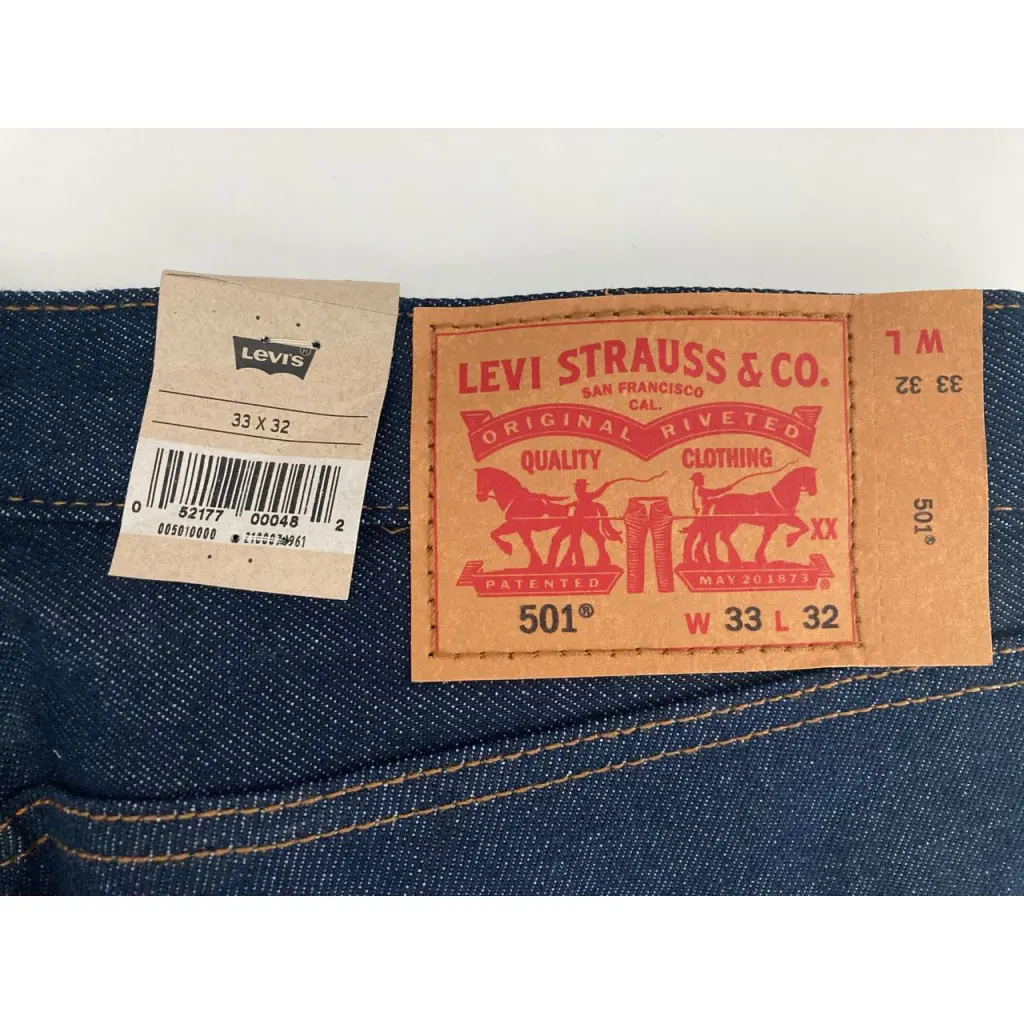 LEVI'S®
33 X 32
0 52177 00048 2
005010000
LEVI STRAUSS & CO.
SAN FRANCISCO
CAL.
ORIGINAL RIVETED
QUALITY CLOTHING
XX
PATENTED MAY 20 1873 ®
501® W 33 L 32
W L
33 32
501®